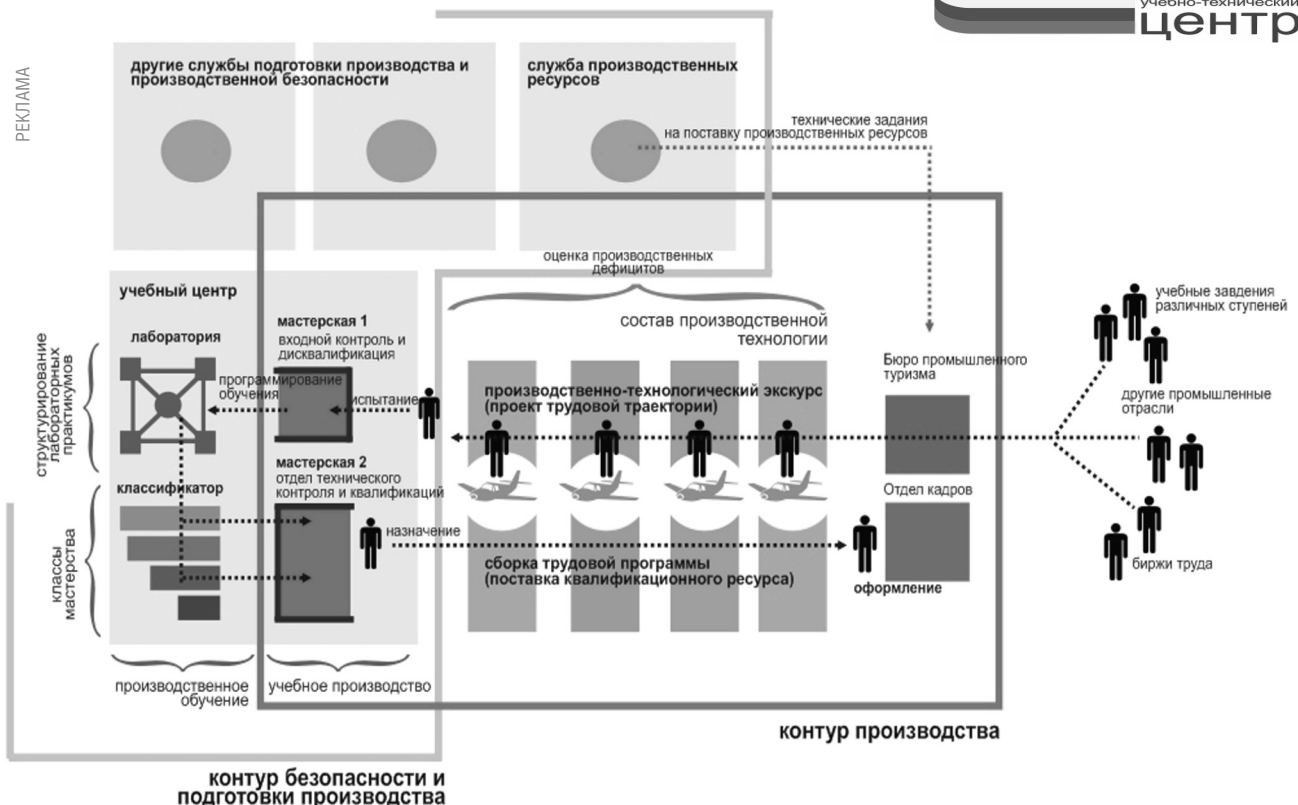 учебно-технический
центр
РЕКЛАМА
другие службы подготовки производства и
производственной безопасности
служба производственных
ресурсов
технические задания
на поставку производственных ресурсов
оценка производственных
дефицитов
учебный центр
лаборатория
мастерская 1
входной контроль и
дисквалификация
программирование
обучения
испытание
структурирование
лабораторных
практикумов
состав производственной
технологии
производственно-технологический экскурс
(проект трудовой траектории)
Бюро промышленного
туризма
учебные завдения
различных ступеней
другие промышленные
отрасли
биржи труда
классификатор
мастерская 2
отдел технического
контроля и квалификаций
назначение
классы
мастерства
сборка трудовой программы
(поставка квалификационного ресурса)
Отдел кадров
оформление
производственное
обучение
учебное производство
контур производства
контур безопасности и
подготовки производства